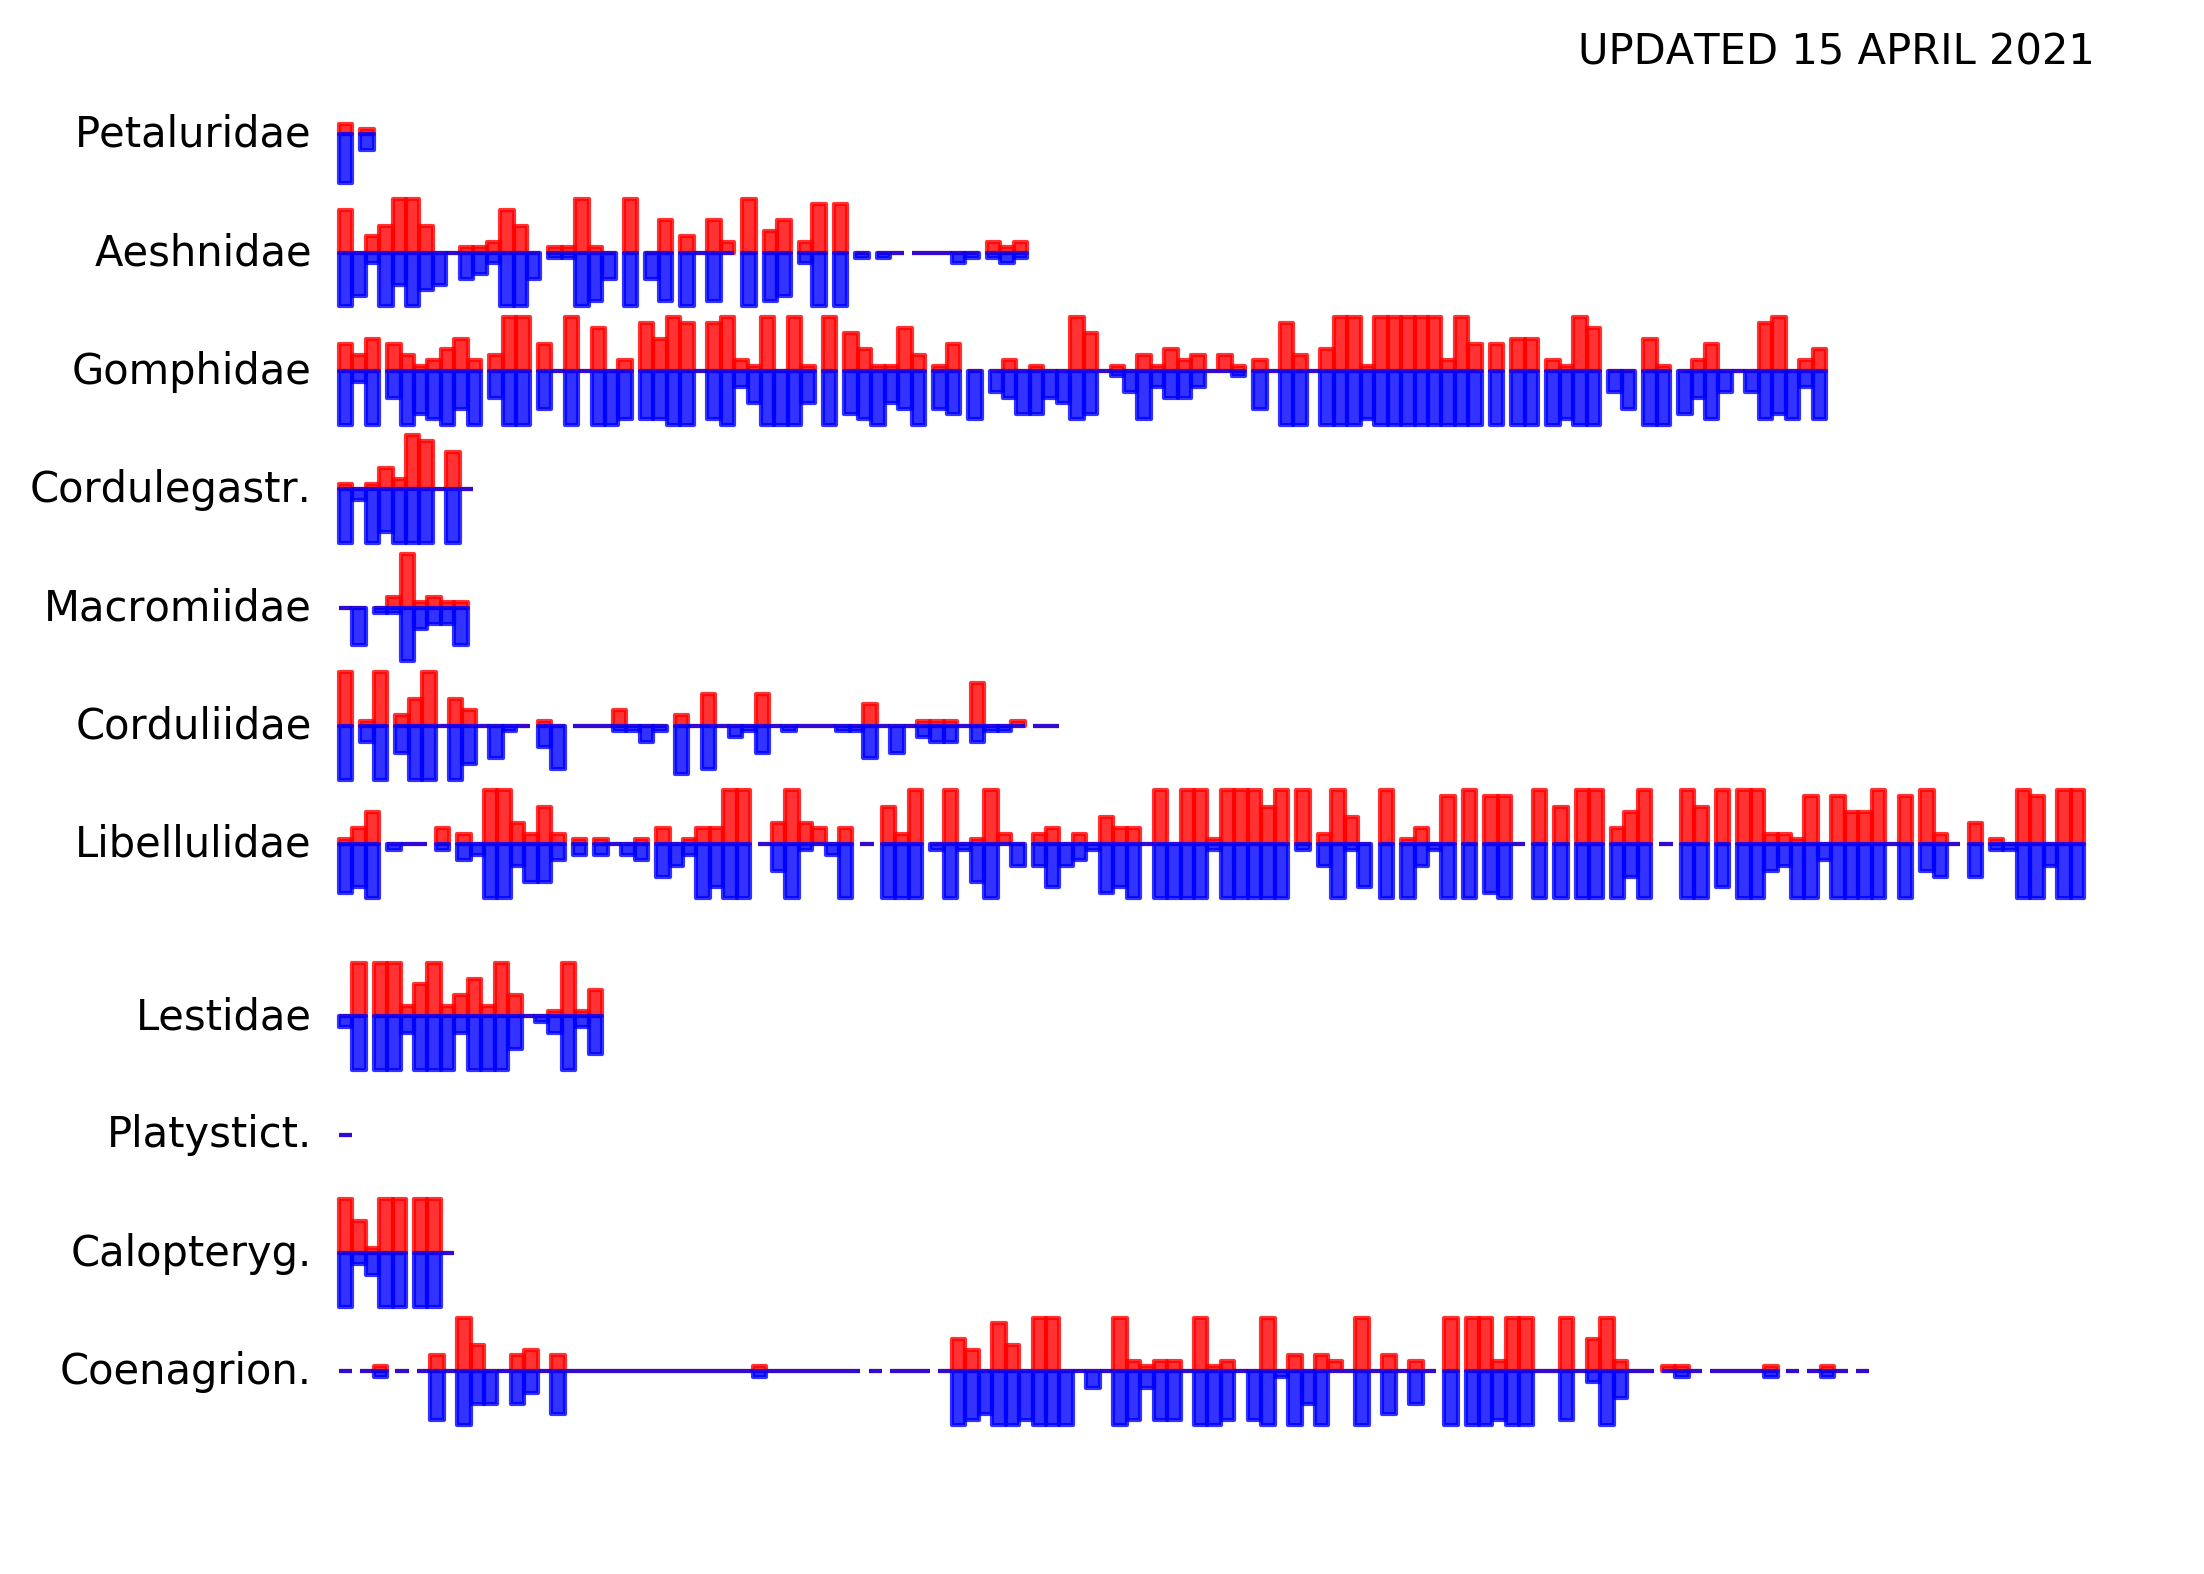 UPDATED 15 APRIL 2021
Petaluridae
Aeshnidae
Gomphidae
Cordulegastr.
Macromiidae
Corduliidae
Libellulidae
Lestidae
Platystict.
Calopteryg.
Coenagrion.